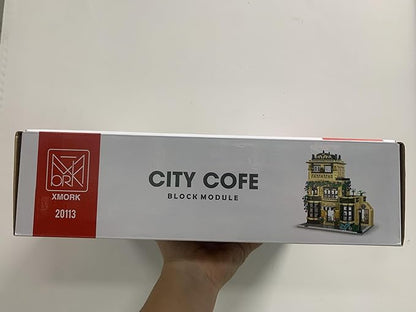 XMORK
20113
CITY COFE
BLOCK MODULE